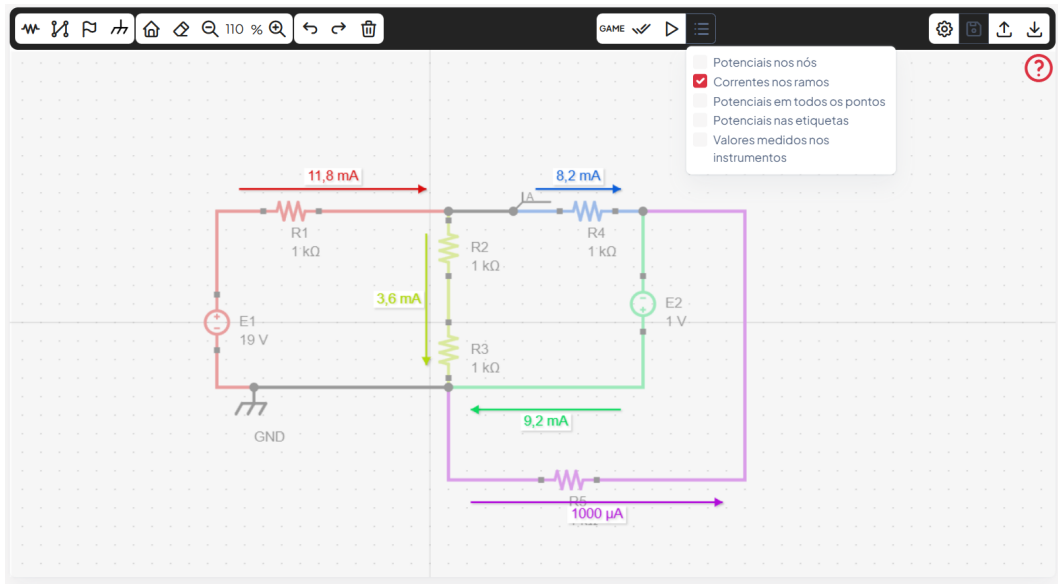 110 %
GAME
Potenciais nos nós
Correntes nos ramos
Potenciais em todos os pontos
Potenciais nas etiquetas
Valores medidos nos
instrumentos
?
11,8 mA
8,2 mA
A
R1
1 kΩ
R4
1 kΩ
R2
1 kΩ
3,6 mA
E1
19 V
E2
1 V
R3
1 kΩ
9,2 mA
GND
R5
1000 µA